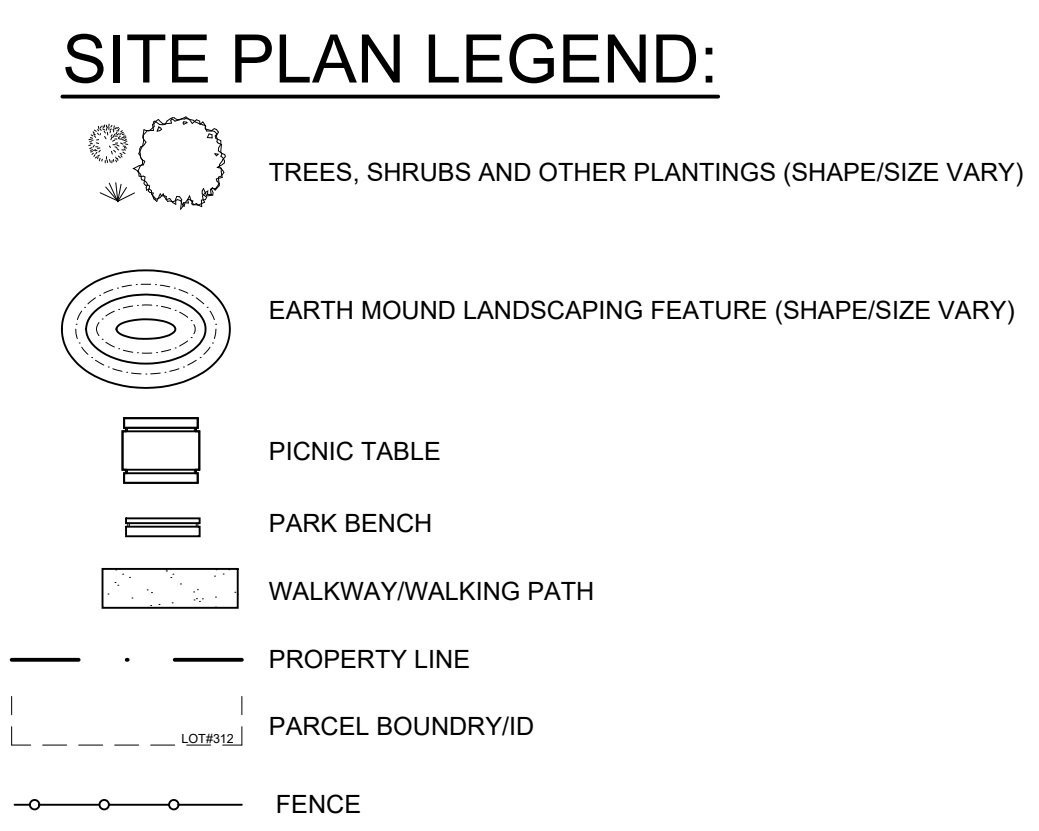 SITE PLAN LEGEND:
TREES, SHRUBS AND OTHER PLANTINGS (SHAPE/SIZE VARY)
EARTH MOUND LANDSCAPING FEATURE (SHAPE/SIZE VARY)
PICNIC TABLE
PARK BENCH
WALKWAY/WALKING PATH
PROPERTY LINE
LOT#312
PARCEL BOUNDRY/ID
FENCE